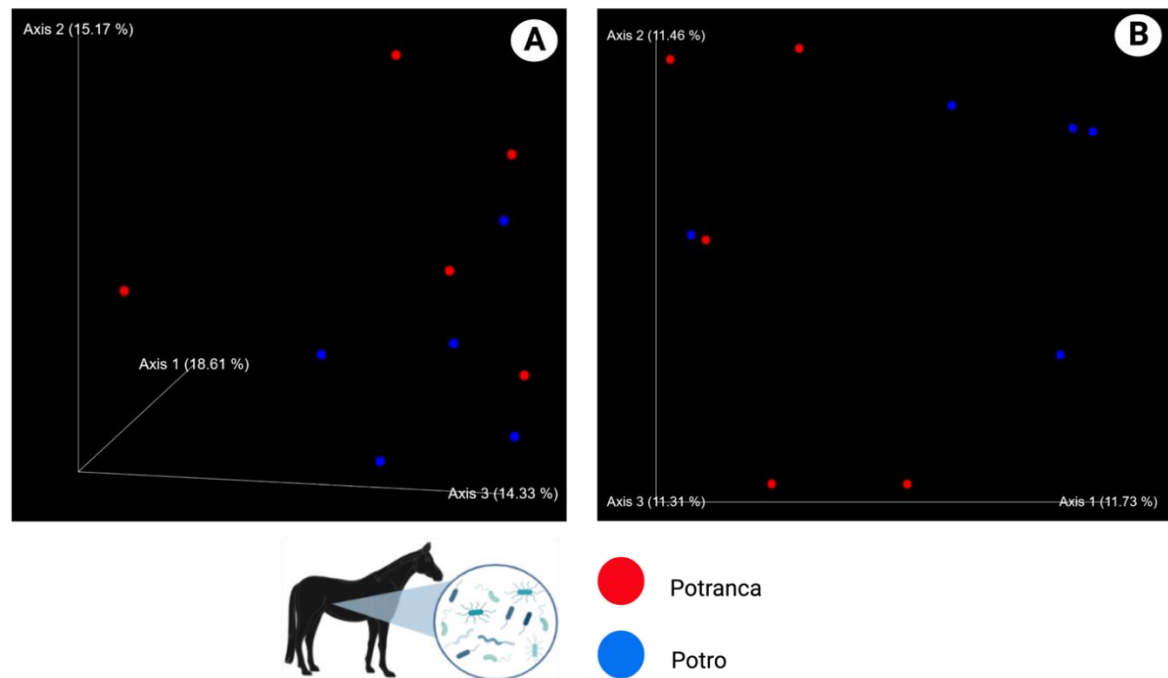 Axis 2 (15.17 %)
A
Axis 1 (18.61 %)
Axis 3 (14.33 %)
Axis 2 (11.46 %)
B
Axis 3 (11.31 %)
Axis 1 (11.73 %)
Potranca
Potro